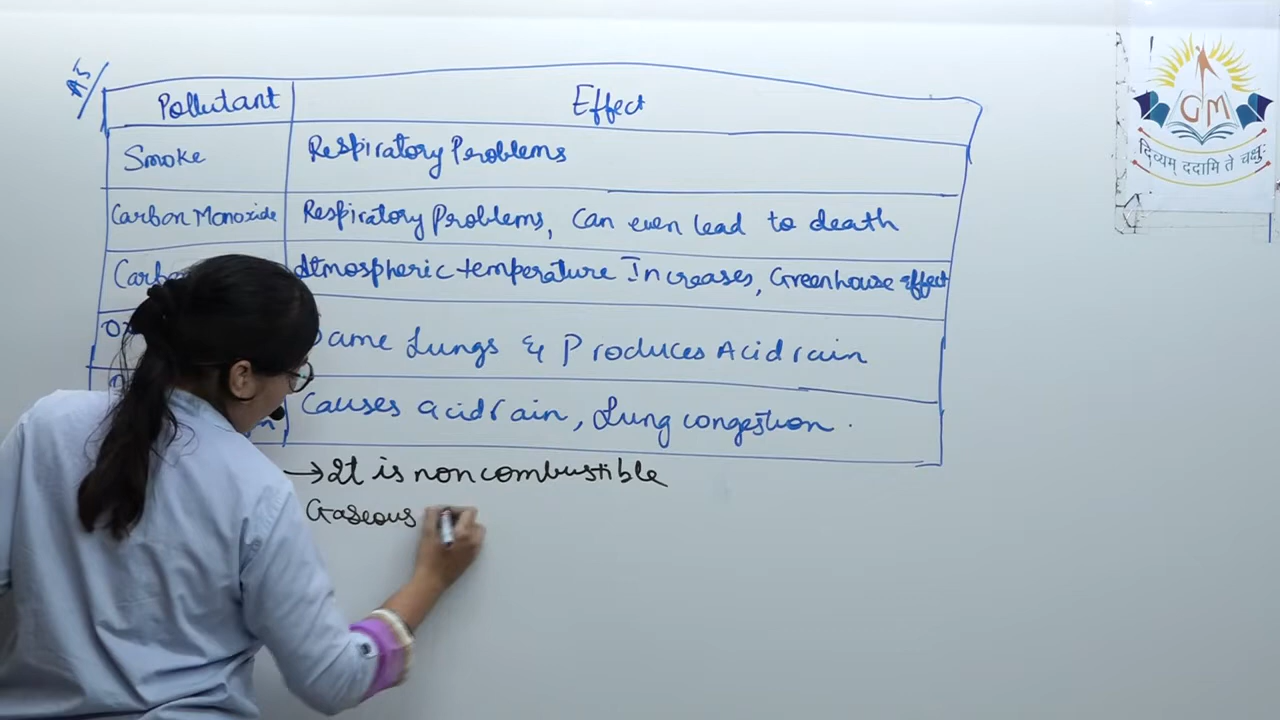 A5
Pollutant Effect
Smoke Respiratory Problems
Carbon Monoxide Respiratory Problems, Can even lead to death
Atmospheric temperature Increases, Greenhouse effect
Lungs & Produces Acid rain
Causes acid rain, Lung congestion.
→ It is non combustible
Gaseous
GM
दिव्यम् ददामि ते चक्षुः